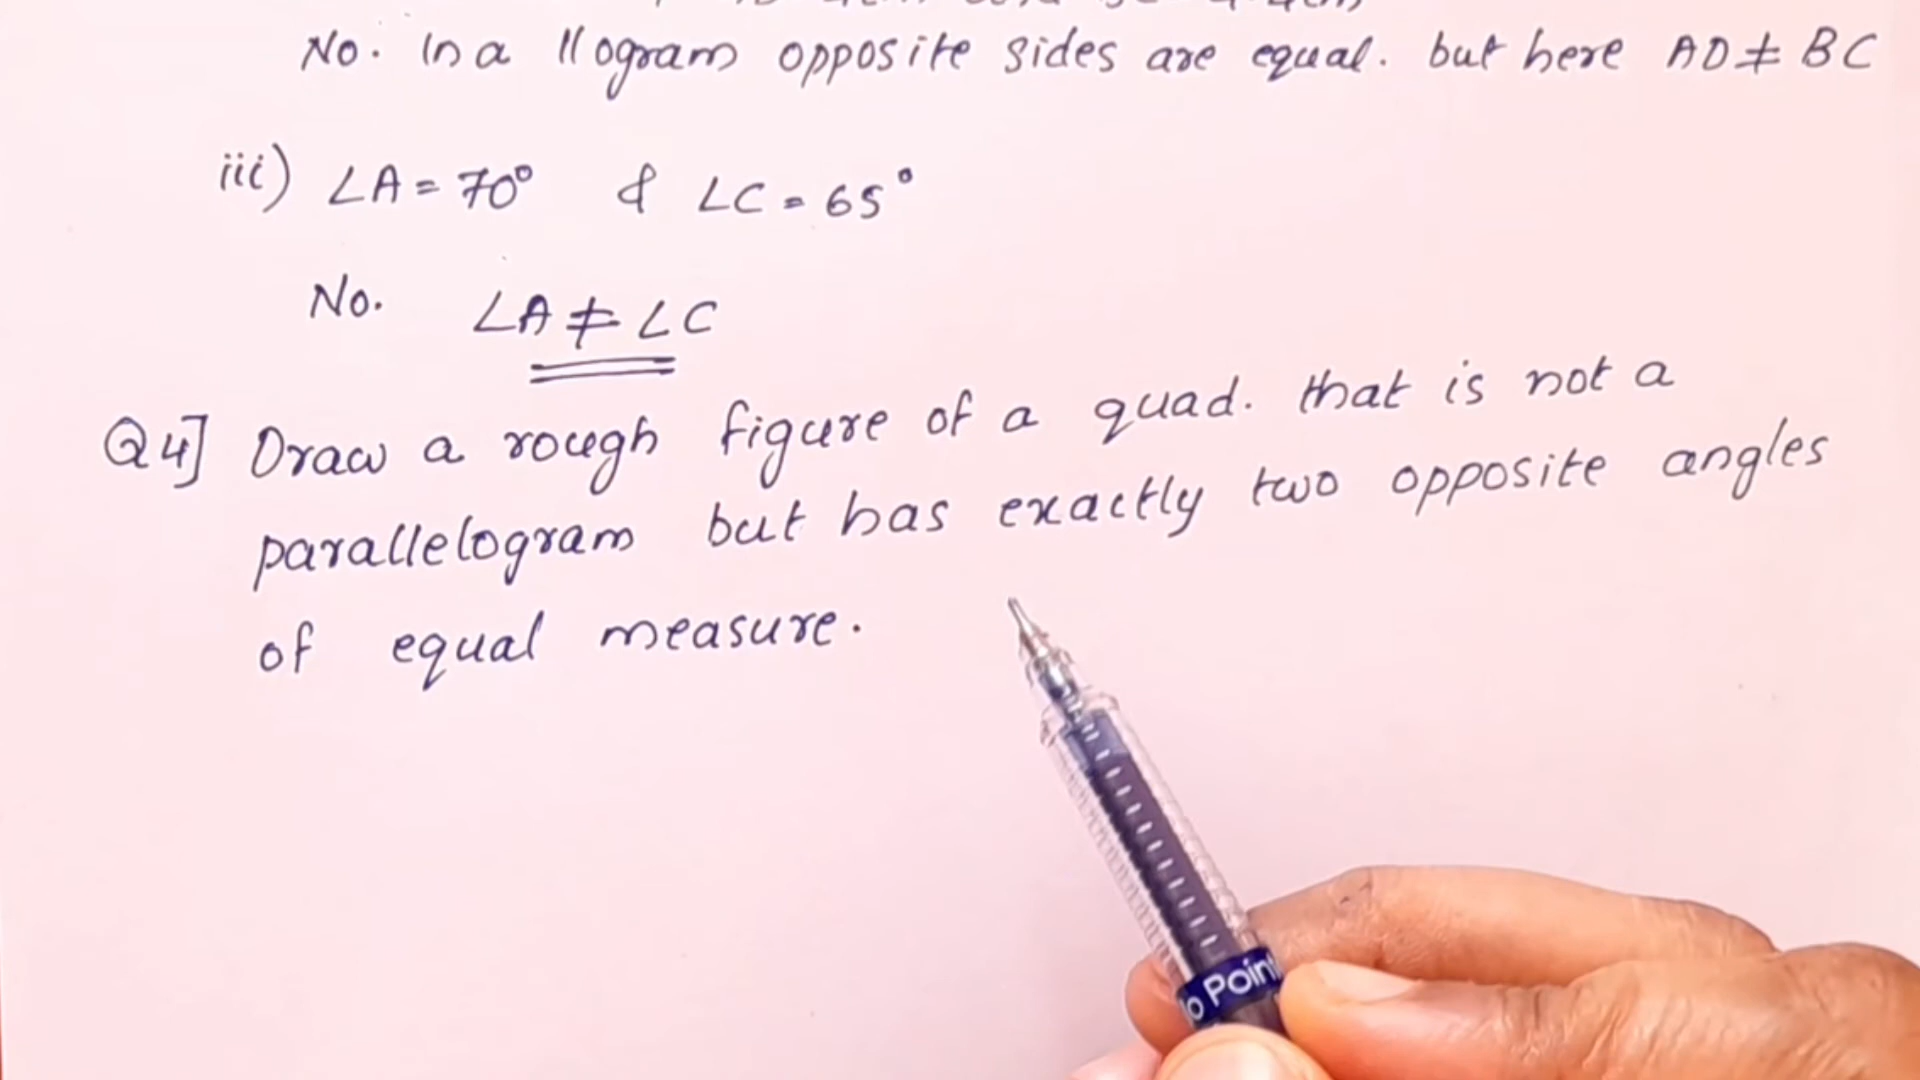 No. In a llogram opposite sides are equal. but here AD ≠ BC
iii) ∠A = 70° & ∠C = 65°
No. ∠A ≠ ∠C
Q4] Draw a rough figure of a quad. that is not a
parallelogram but has exactly two opposite angles
of equal measure.
o Point